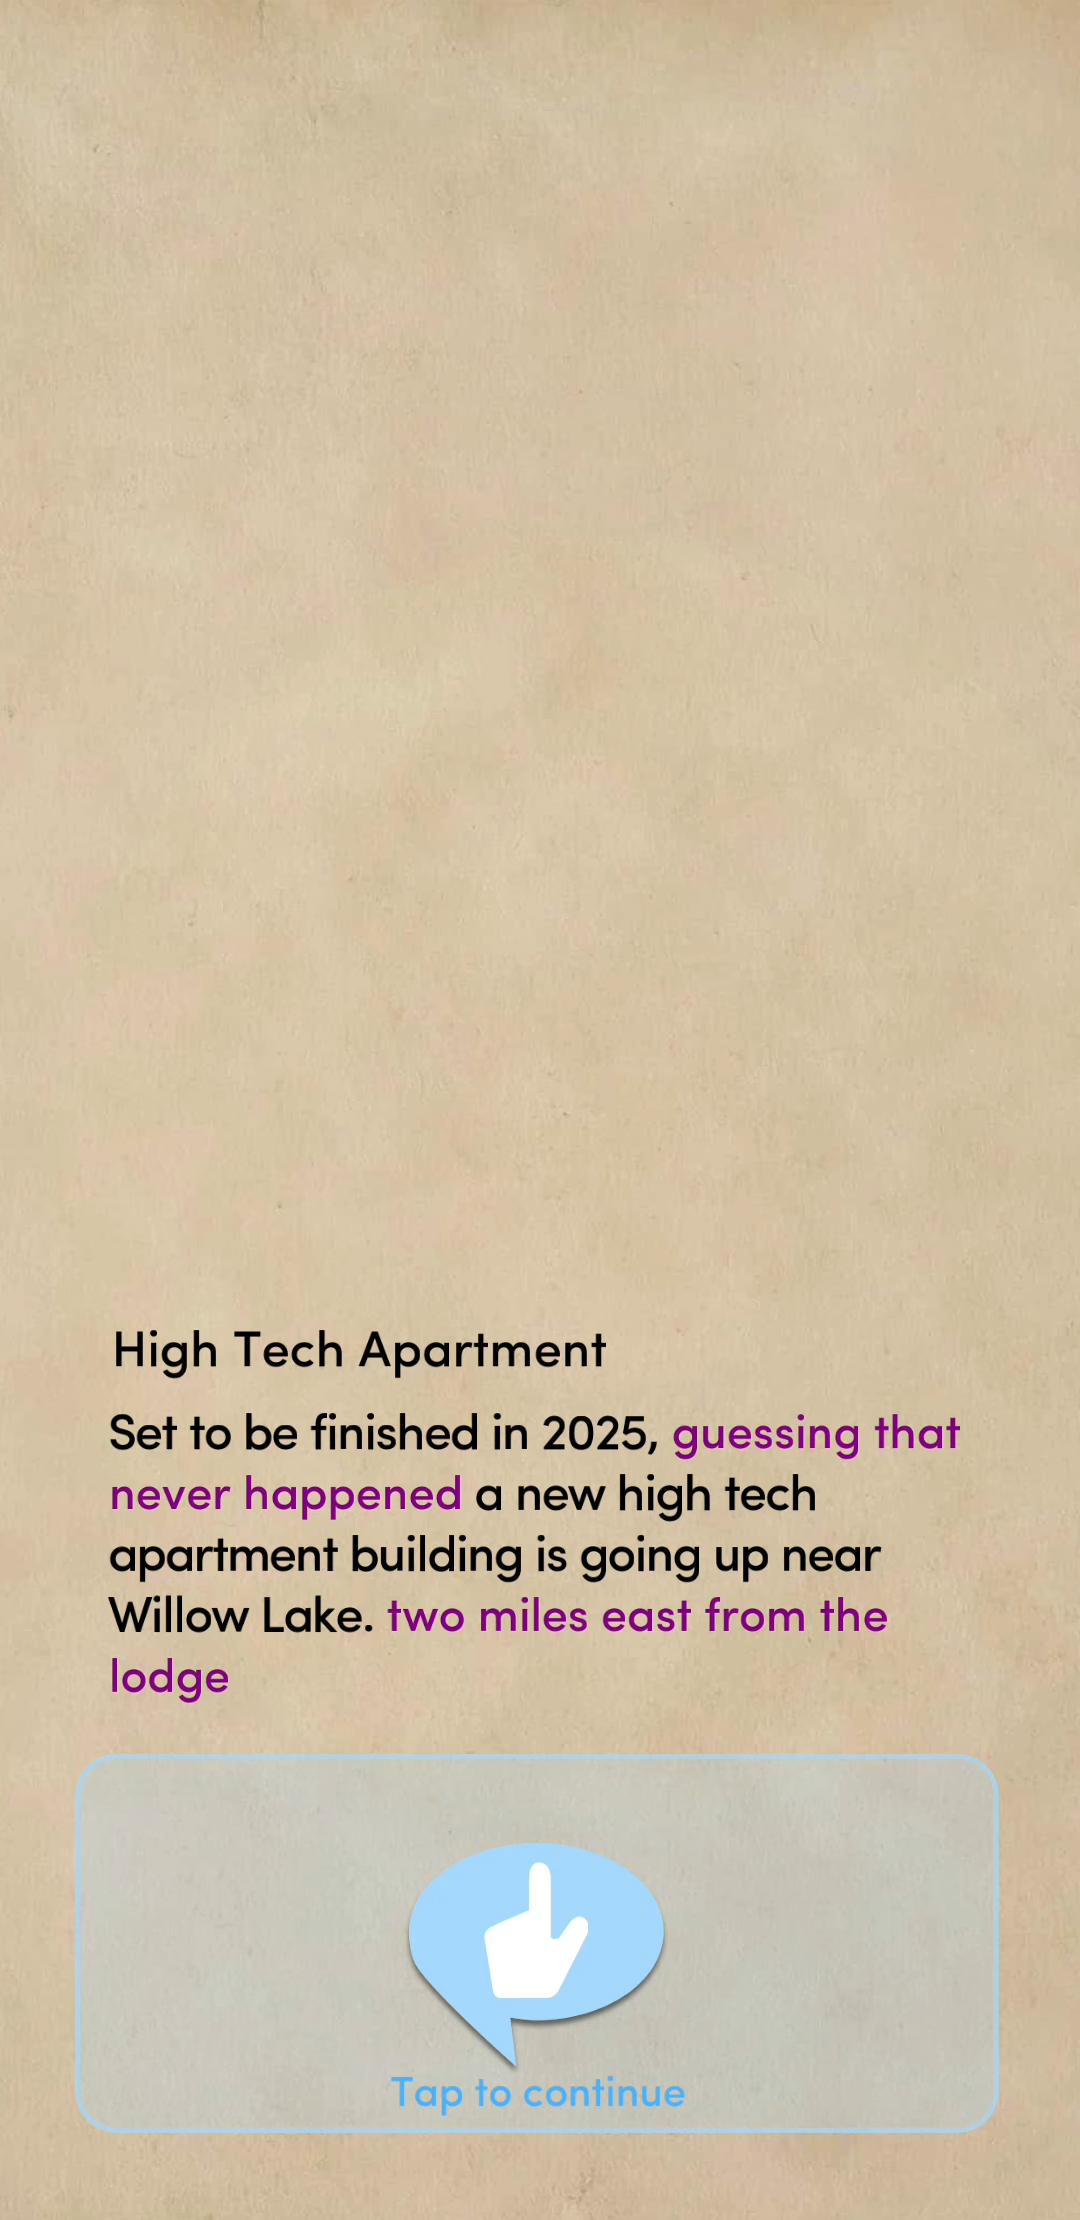 High Tech Apartment
Set to be finished in 2025, guessing that
never happened a new high tech
apartment building is going up near
Willow Lake. two miles east from the
lodge
Tap to continue